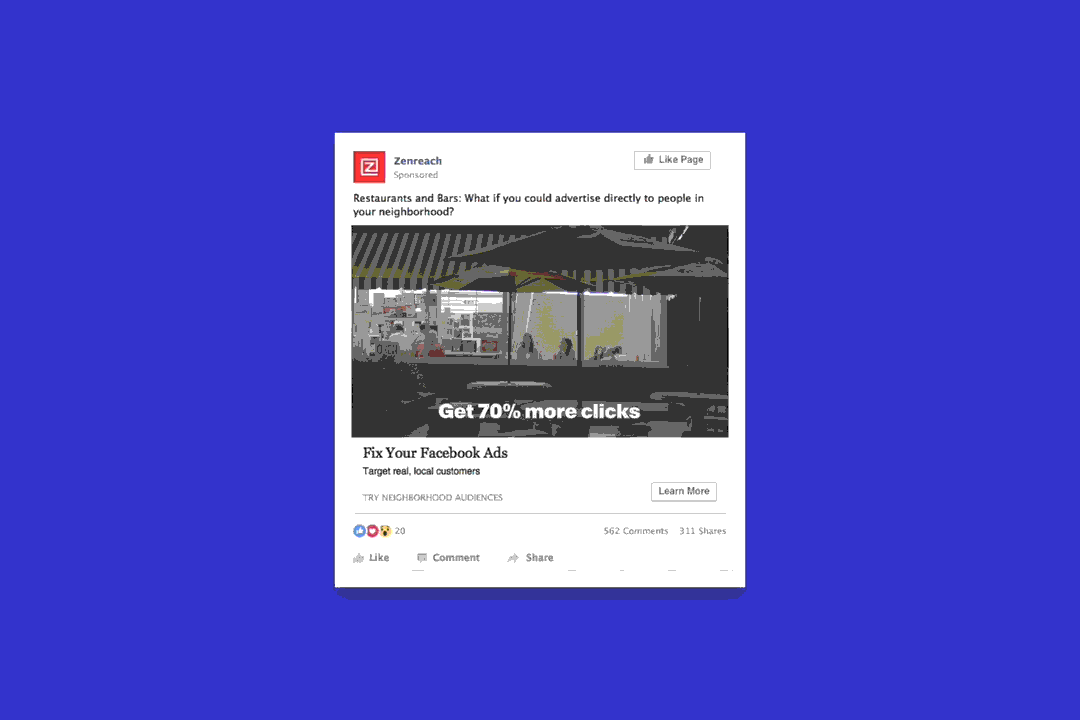 Zenreach
Sponsored
Like Page
Restaurants and Bars: What if you could advertise directly to people in
your neighborhood?
Get 70% more clicks
Fix Your Facebook Ads
Target real, local customers
TRY NEIGHBORHOOD AUDIENCES
Learn More
20
562 Comments 311 Shares
Like Comment Share